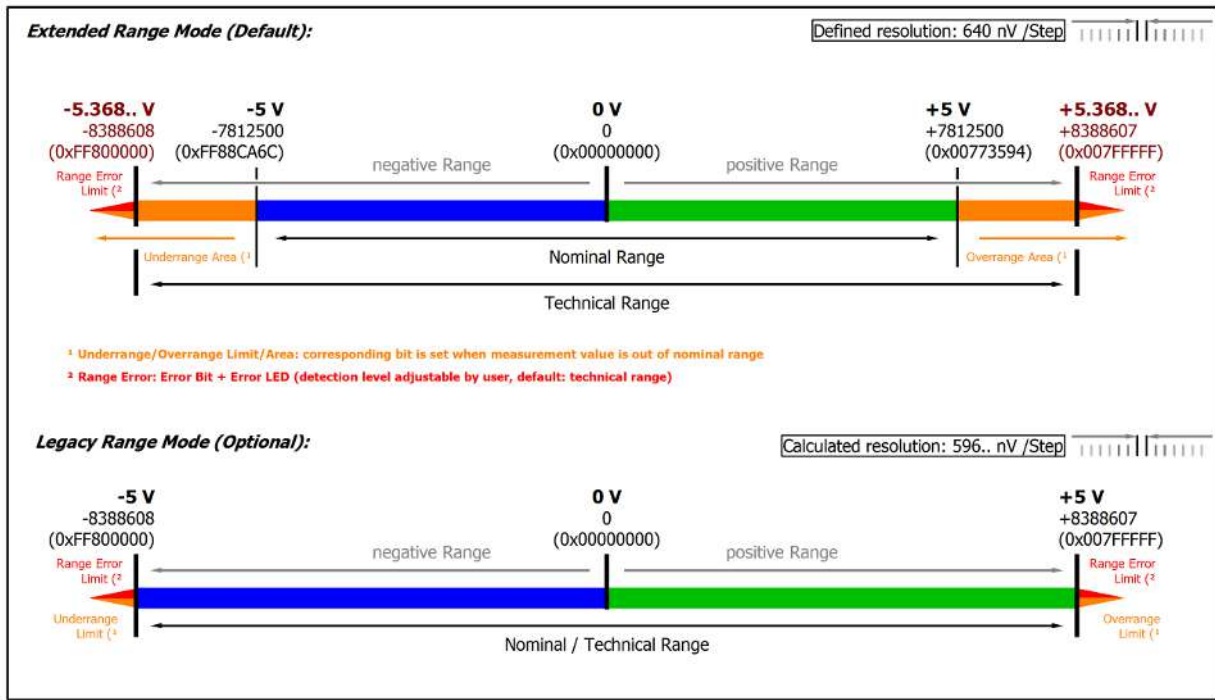 Extended Range Mode (Default):
Defined resolution: 640 nV /Step
-5.368.. V
-8388608
(0xFF800000)
-5 V
-7812500
(0xFF88CA6C)
0 V
0
(0x00000000)
+5 V
+7812500
(0x00773594)
+5.368.. V
+8388607
(0x007FFFFF)
negative Range
positive Range
Range Error
Limit (²
Range Error
Limit (²
Underrange Area (¹
Nominal Range
Overrange Area (¹
Technical Range
¹ Underrange/Overrange Limit/Area: corresponding bit is set when measurement value is out of nominal range
² Range Error: Error Bit + Error LED (detection level adjustable by user, default: technical range)
Legacy Range Mode (Optional):
Calculated resolution: 596.. nV /Step
-5 V
-8388608
(0xFF800000)
0 V
0
(0x00000000)
+5 V
+8388607
(0x007FFFFF)
negative Range
positive Range
Range Error
Limit (²
Range Error
Limit (²
Underrange
Limit (¹
Overrange
Limit (¹
Nominal / Technical Range